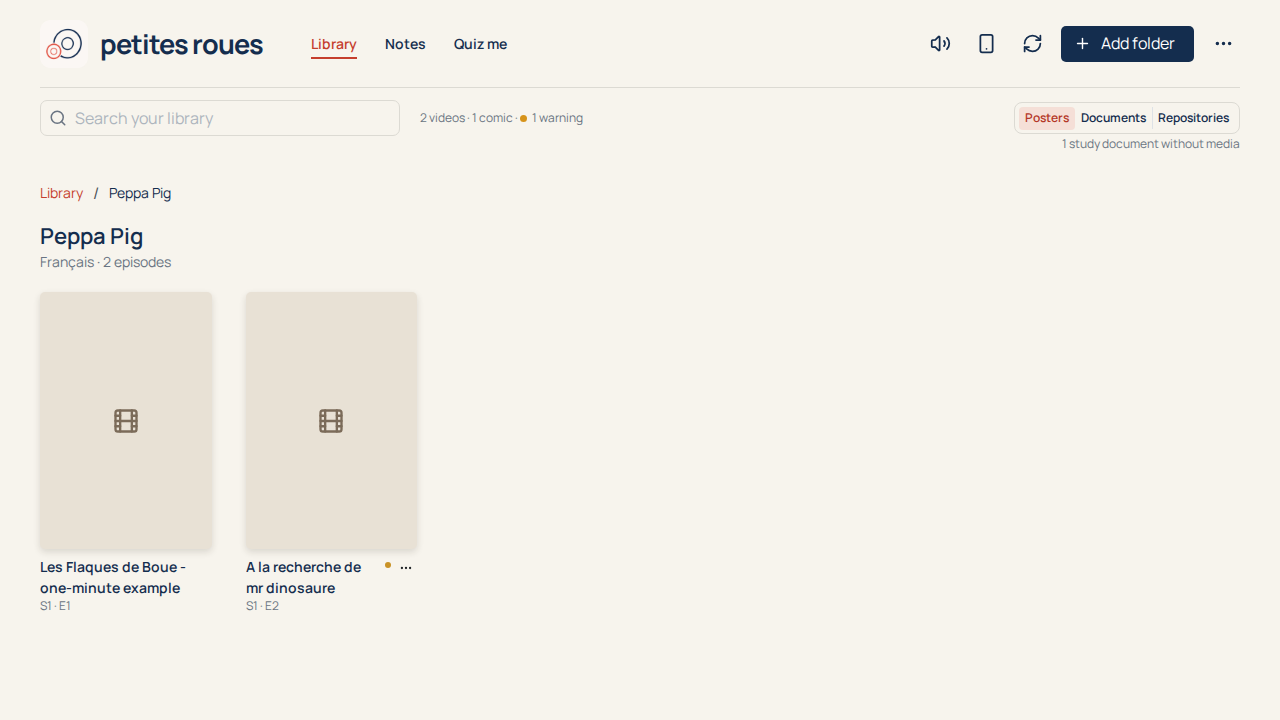 petites roues
Library
Notes
Quiz me
Add folder
Search your library
2 videos · 1 comic · 1 warning
Posters
Documents
Repositories
1 study document without media
Library / Peppa Pig
Peppa Pig
Français · 2 episodes
Les Flaques de Boue -
one-minute example
S1 · E1
A la recherche de
mr dinosaure
S1 · E2